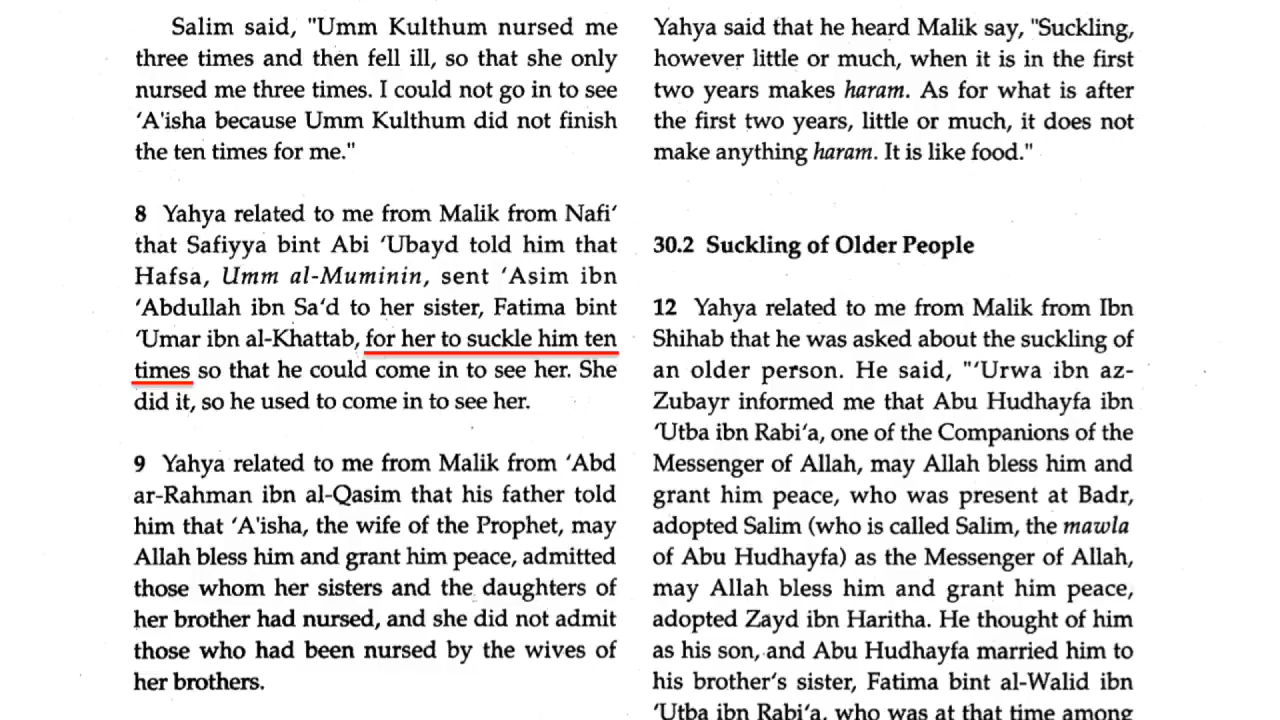 Salim said, "Umm Kulthum nursed me
three times and then fell ill, so that she only
nursed me three times. I could not go in to see
‘A'isha because Umm Kulthum did not finish
the ten times for me."
8 Yahya related to me from Malik from Nafi‘
that Safiyya bint Abi ‘Ubayd told him that
Hafsa, Umm al-Muminin, sent ‘Asim ibn
‘Abdullah ibn Sa‘d to her sister, Fatima bint
‘Umar ibn al-Khattab, for her to suckle him ten
times so that he could come in to see her. She
did it, so he used to come in to see her.
9 Yahya related to me from Malik from ‘Abd
ar-Rahman ibn al-Qasim that his father told
him that ‘A'isha, the wife of the Prophet, may
Allah bless him and grant him peace, admitted
those whom her sisters and the daughters of
her brother had nursed, and she did not admit
those who had been nursed by the wives of
her brothers.
Yahya said that he heard Malik say, "Suckling,
however little or much, when it is in the first
two years makes haram. As for what is after
the first two years, little or much, it does not
make anything haram. It is like food."
30.2 Suckling of Older People
12 Yahya related to me from Malik from Ibn
Shihab that he was asked about the suckling of
an older person. He said, "‘Urwa ibn az-
Zubayr informed me that Abu Hudhayfa ibn
‘Utba ibn Rabi‘a, one of the Companions of the
Messenger of Allah, may Allah bless him and
grant him peace, who was present at Badr,
adopted Salim (who is called Salim, the mawla
of Abu Hudhayfa) as the Messenger of Allah,
may Allah bless him and grant him peace,
adopted Zayd ibn Haritha. He thought of him
as his son, and Abu Hudhayfa married him to
his brother's sister, Fatima bint al-Walid ibn
‘Utba ibn Rabi‘a, who was at that time among